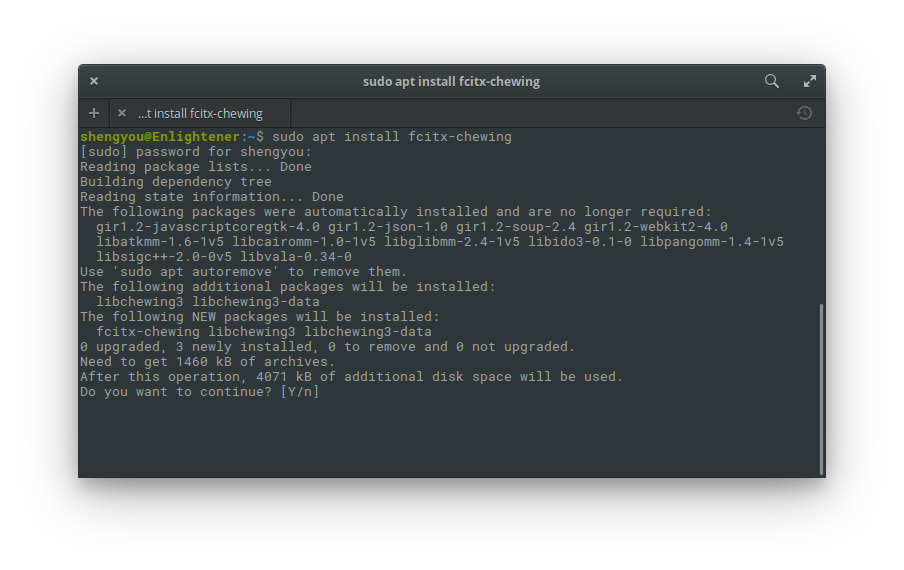 sudo apt install fcitx-chewing
...t install fcitx-chewing
shengyou@Enlightener:~$ sudo apt install fcitx-chewing
[sudo] password for shengyou:
Reading package lists... Done
Building dependency tree
Reading state information... Done
The following packages were automatically installed and are no longer required:
  gir1.2-javascriptcoregtk-4.0 gir1.2-json-1.0 gir1.2-soup-2.4 gir1.2-webkit2-4.0
  libatkmm-1.6-1v5 libcairomm-1.0-1v5 libglibmm-2.4-1v5 libido3-0.1-0 libpangomm-1.4-1v5
  libsigc++-2.0-0v5 libvala-0.34-0
Use 'sudo apt autoremove' to remove them.
The following additional packages will be installed:
  libchewing3 libchewing3-data
The following NEW packages will be installed:
  fcitx-chewing libchewing3 libchewing3-data
0 upgraded, 3 newly installed, 0 to remove and 0 not upgraded.
Need to get 1460 kB of archives.
After this operation, 4071 kB of additional disk space will be used.
Do you want to continue? [Y/n]